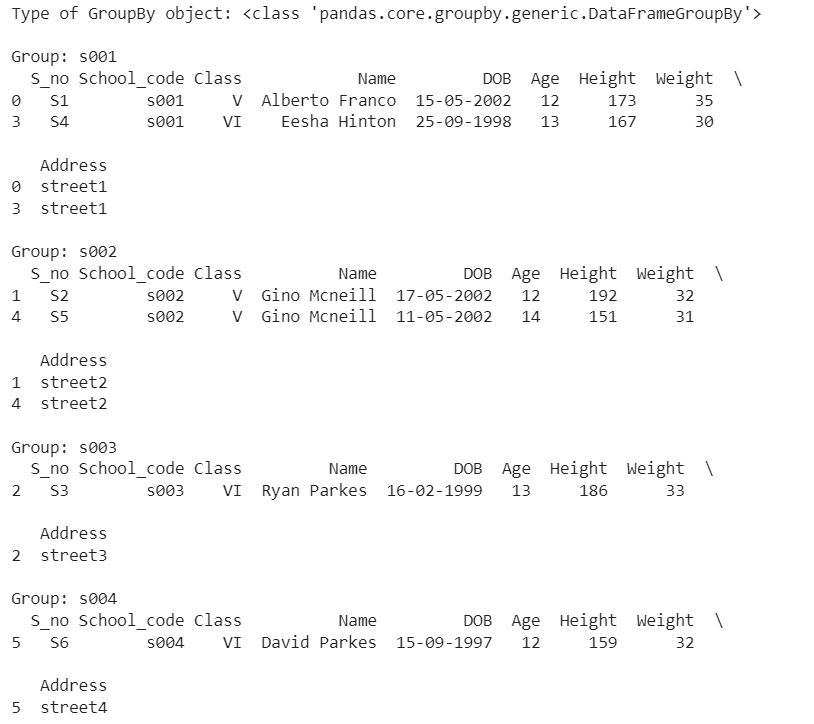 Type of GroupBy object: <class 'pandas.core.groupby.generic.DataFrameGroupBy'>

Group: s001
  S_no School_code Class            Name         DOB  Age  Height  Weight  \
0   S1        s001     V  Alberto Franco  15-05-2002   12     173      35
3   S4        s001    VI    Eesha Hinton  25-09-1998   13     167      30

   Address
0  street1
3  street1

Group: s002
  S_no School_code Class          Name         DOB  Age  Height  Weight  \
1   S2        s002     V  Gino Mcneill  17-05-2002   12     192      32
4   S5        s002     V  Gino Mcneill  11-05-2002   14     151      31

   Address
1  street2
4  street2

Group: s003
  S_no School_code Class         Name         DOB  Age  Height  Weight  \
2   S3        s003    VI  Ryan Parkes  16-02-1999   13     186      33

   Address
2  street3

Group: s004
  S_no School_code Class          Name         DOB  Age  Height  Weight  \
5   S6        s004    VI  David Parkes  15-09-1997   12     159      32

   Address
5  street4